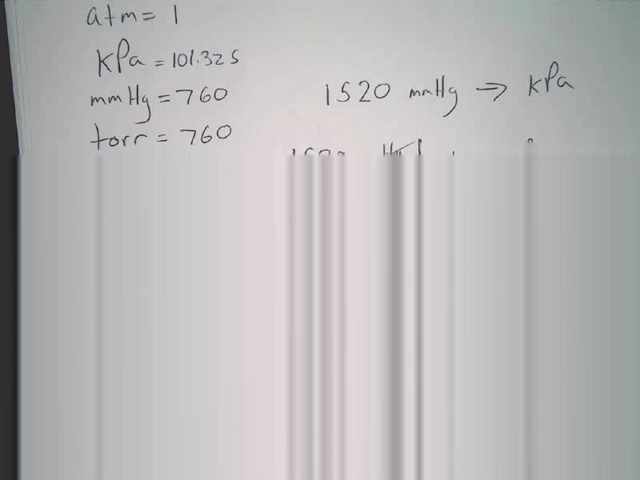 atm = 1
kPa = 101.325
mmHg = 760
torr = 760
1520 mmHg → kPa